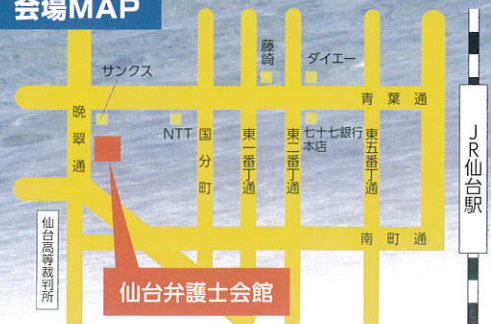 会場MAP
サンクス
藤崎
ダイエー
青葉通
晩翠通
NTT
国分町
東一番丁通
東二番丁通
七十七銀行
本店
東五番丁通
JR仙台駅
仙台高等裁判所
南町通
仙台弁護士会館